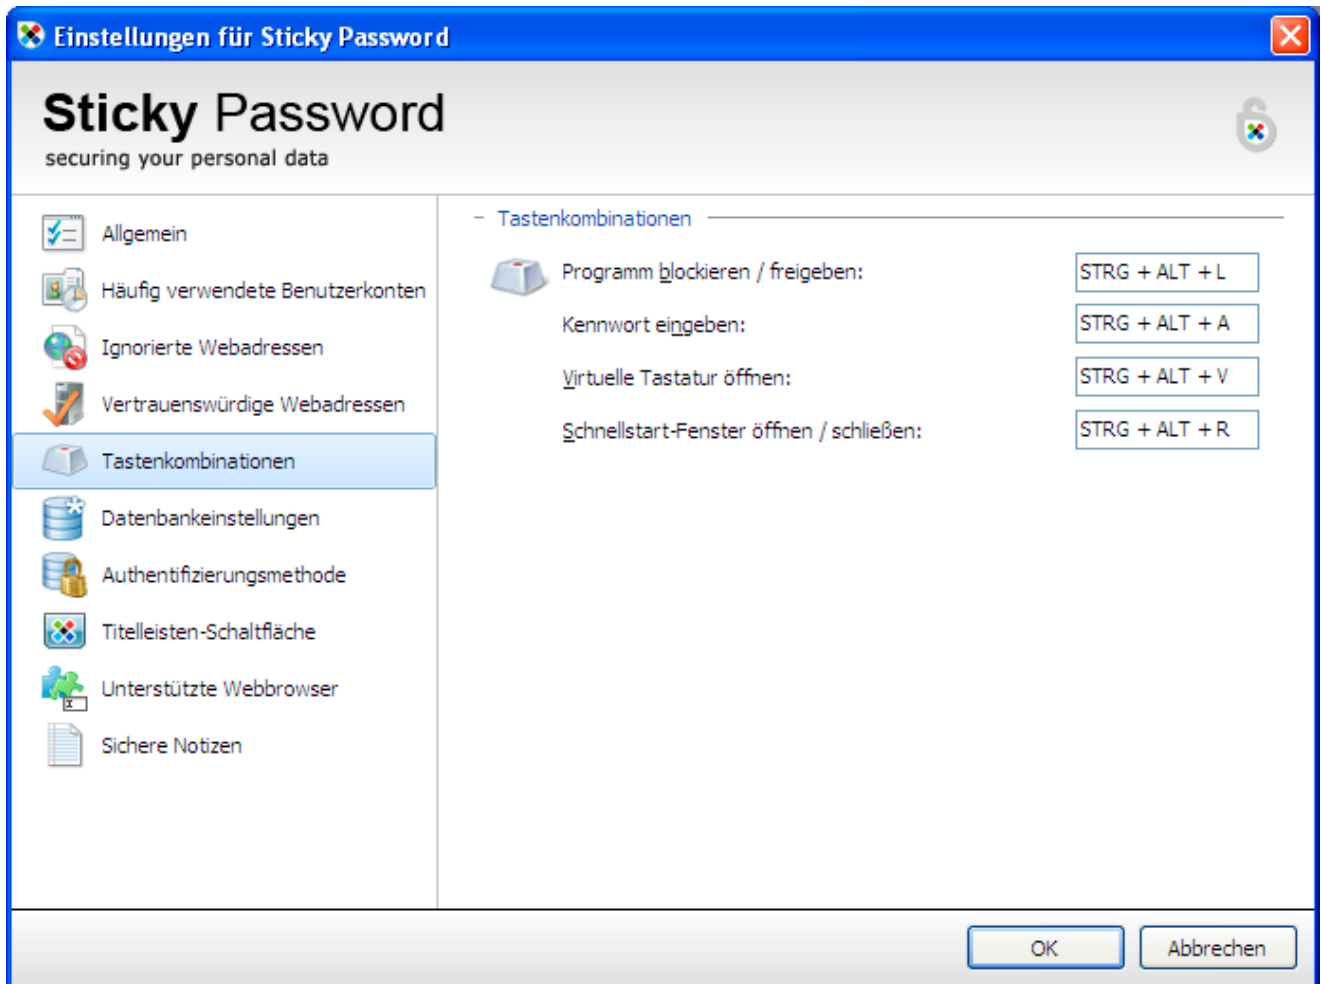 Einstellungen für Sticky Password
Sticky Password
securing your personal data
Allgemein
Häufig verwendete Benutzerkonten
Ignorierte Webadressen
Vertrauenswürdige Webadressen
Tastenkombinationen
Datenbankeinstellungen
Authentifizierungsmethode
Titelleisten-Schaltfläche
Unterstützte Webbrowser
Sichere Notizen
Tastenkombinationen
Programm blockieren / freigeben: STRG + ALT + L
Kennwort eingeben: STRG + ALT + A
Virtuelle Tastatur öffnen: STRG + ALT + V
Schnellstart-Fenster öffnen / schließen: STRG + ALT + R
OK Abbrechen